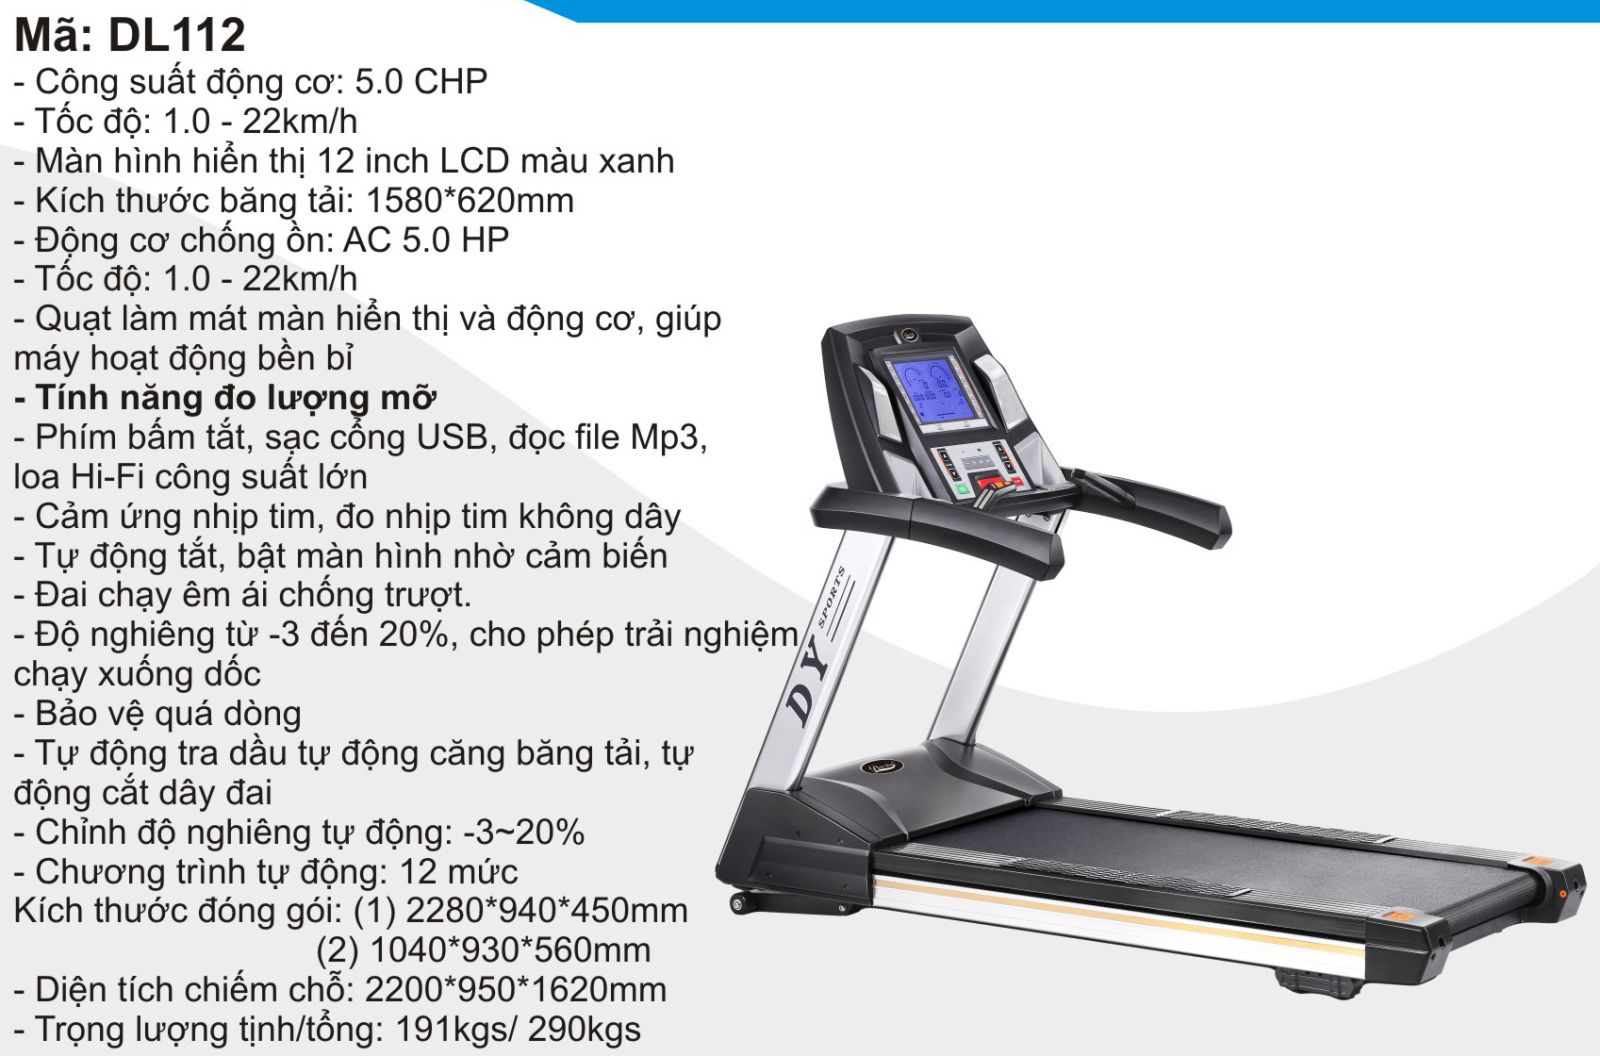 Mã: DL112
- Công suất động cơ: 5.0 CHP
- Tốc độ: 1.0 - 22km/h
- Màn hình hiển thị 12 inch LCD màu xanh
- Kích thước băng tải: 1580*620mm
- Động cơ chống ồn: AC 5.0 HP
- Tốc độ: 1.0 - 22km/h
- Quạt làm mát màn hiển thị và động cơ, giúp
máy hoạt động bền bỉ
- Tính năng đo lượng mỡ
- Phím bấm tắt, sạc cổng USB, đọc file Mp3,
loa Hi-Fi công suất lớn
- Cảm ứng nhịp tim, đo nhịp tim không dây
- Tự động tắt, bật màn hình nhờ cảm biến
- Đai chạy êm ái chống trượt.
- Độ nghiêng từ -3 đến 20%, cho phép trải nghiệm
chạy xuống dốc
- Bảo vệ quá dòng
- Tự động tra dầu tự động căng băng tải, tự
động cắt dây đai
- Chỉnh độ nghiêng tự động: -3~20%
- Chương trình tự động: 12 mức
Kích thước đóng gói: (1) 2280*940*450mm
(2) 1040*930*560mm
- Diện tích chiếm chỗ: 2200*950*1620mm
- Trọng lượng tịnh/tổng: 191kgs/ 290kgs
DY SPORTS